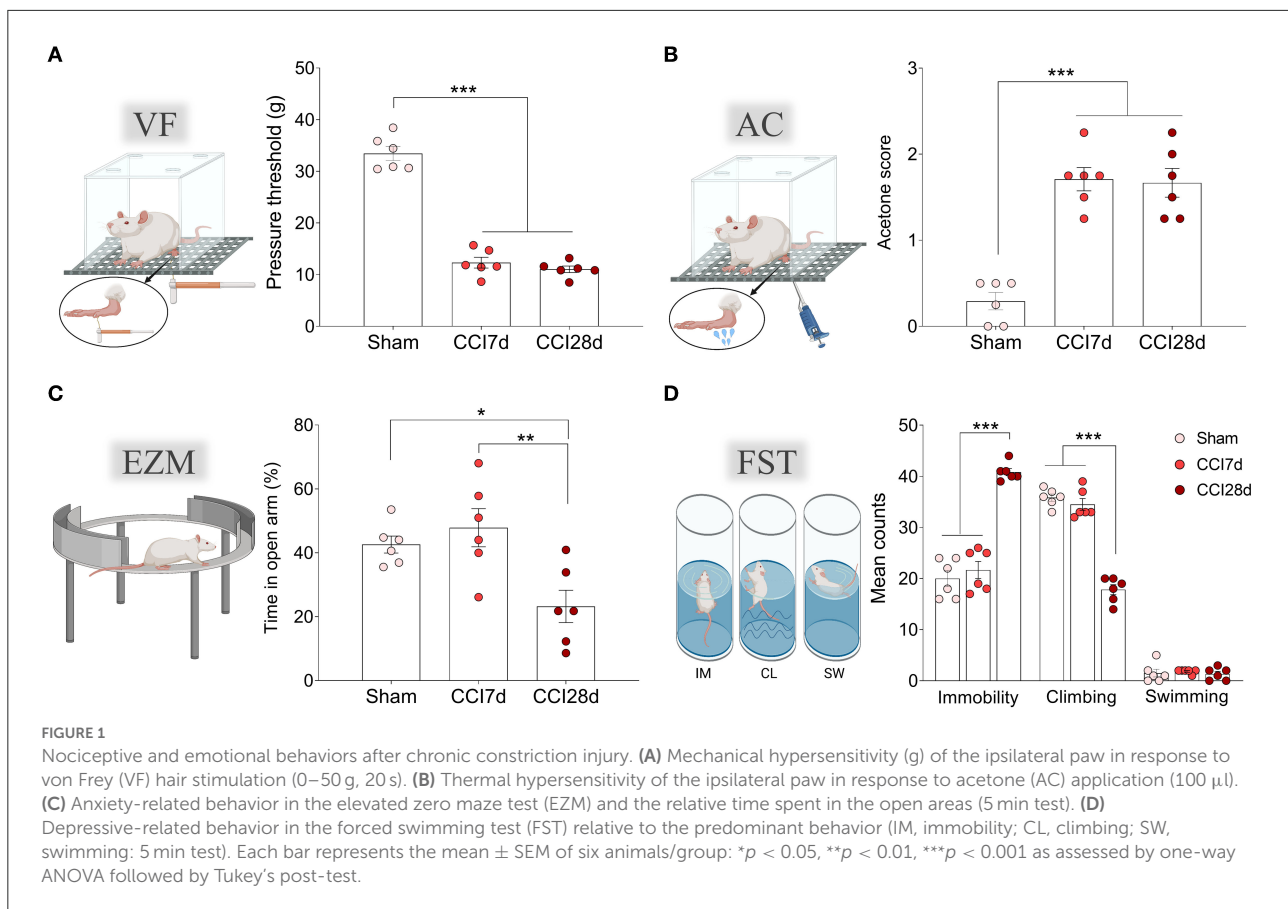 A
VF
Pressure threshold (g)
50
40
30
20
10
0
***
Sham
CCI7d
CCI28d
B
AC
Acetone score
3
2
1
0
***
Sham
CCI7d
CCI28d
C
EZM
Time in open arm (%)
80
60
40
20
0
*
**
Sham
CCI7d
CCI28d
D
FST
IM
CL
SW
Mean counts
50
40
30
20
10
0
***
***
Sham
CCI7d
CCI28d
Immobility
Climbing
Swimming
FIGURE 1
Nociceptive and emotional behaviors after chronic constriction injury. (A) Mechanical hypersensitivity (g) of the ipsilateral paw in response to
von Frey (VF) hair stimulation (0–50 g, 20 s). (B) Thermal hypersensitivity of the ipsilateral paw in response to acetone (AC) application (100 μl).
(C) Anxiety-related behavior in the elevated zero maze test (EZM) and the relative time spent in the open areas (5 min test). (D)
Depressive-related behavior in the forced swimming test (FST) relative to the predominant behavior (IM, immobility; CL, climbing; SW,
swimming: 5 min test). Each bar represents the mean ± SEM of six animals/group: *p < 0.05, **p < 0.01, ***p < 0.001 as assessed by one-way
ANOVA followed by Tukey's post-test.